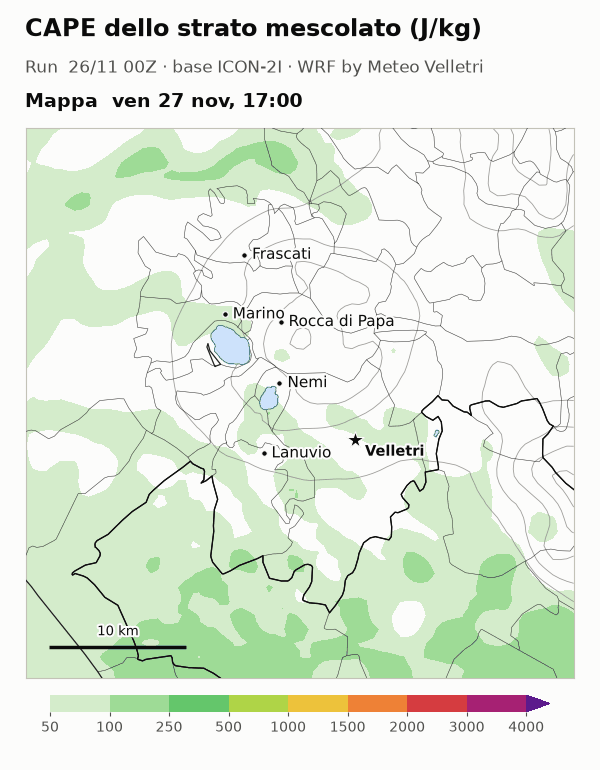 CAPE dello strato mescolato (J/kg)
Run  26/11 00Z · base ICON-2I · WRF by Meteo Velletri
Mappa  ven 27 nov, 17:00
Frascati
Marino
Rocca di Papa
Nemi
Velletri
Lanuvio
10 km
50 100 250 500 1000 1500 2000 3000 4000